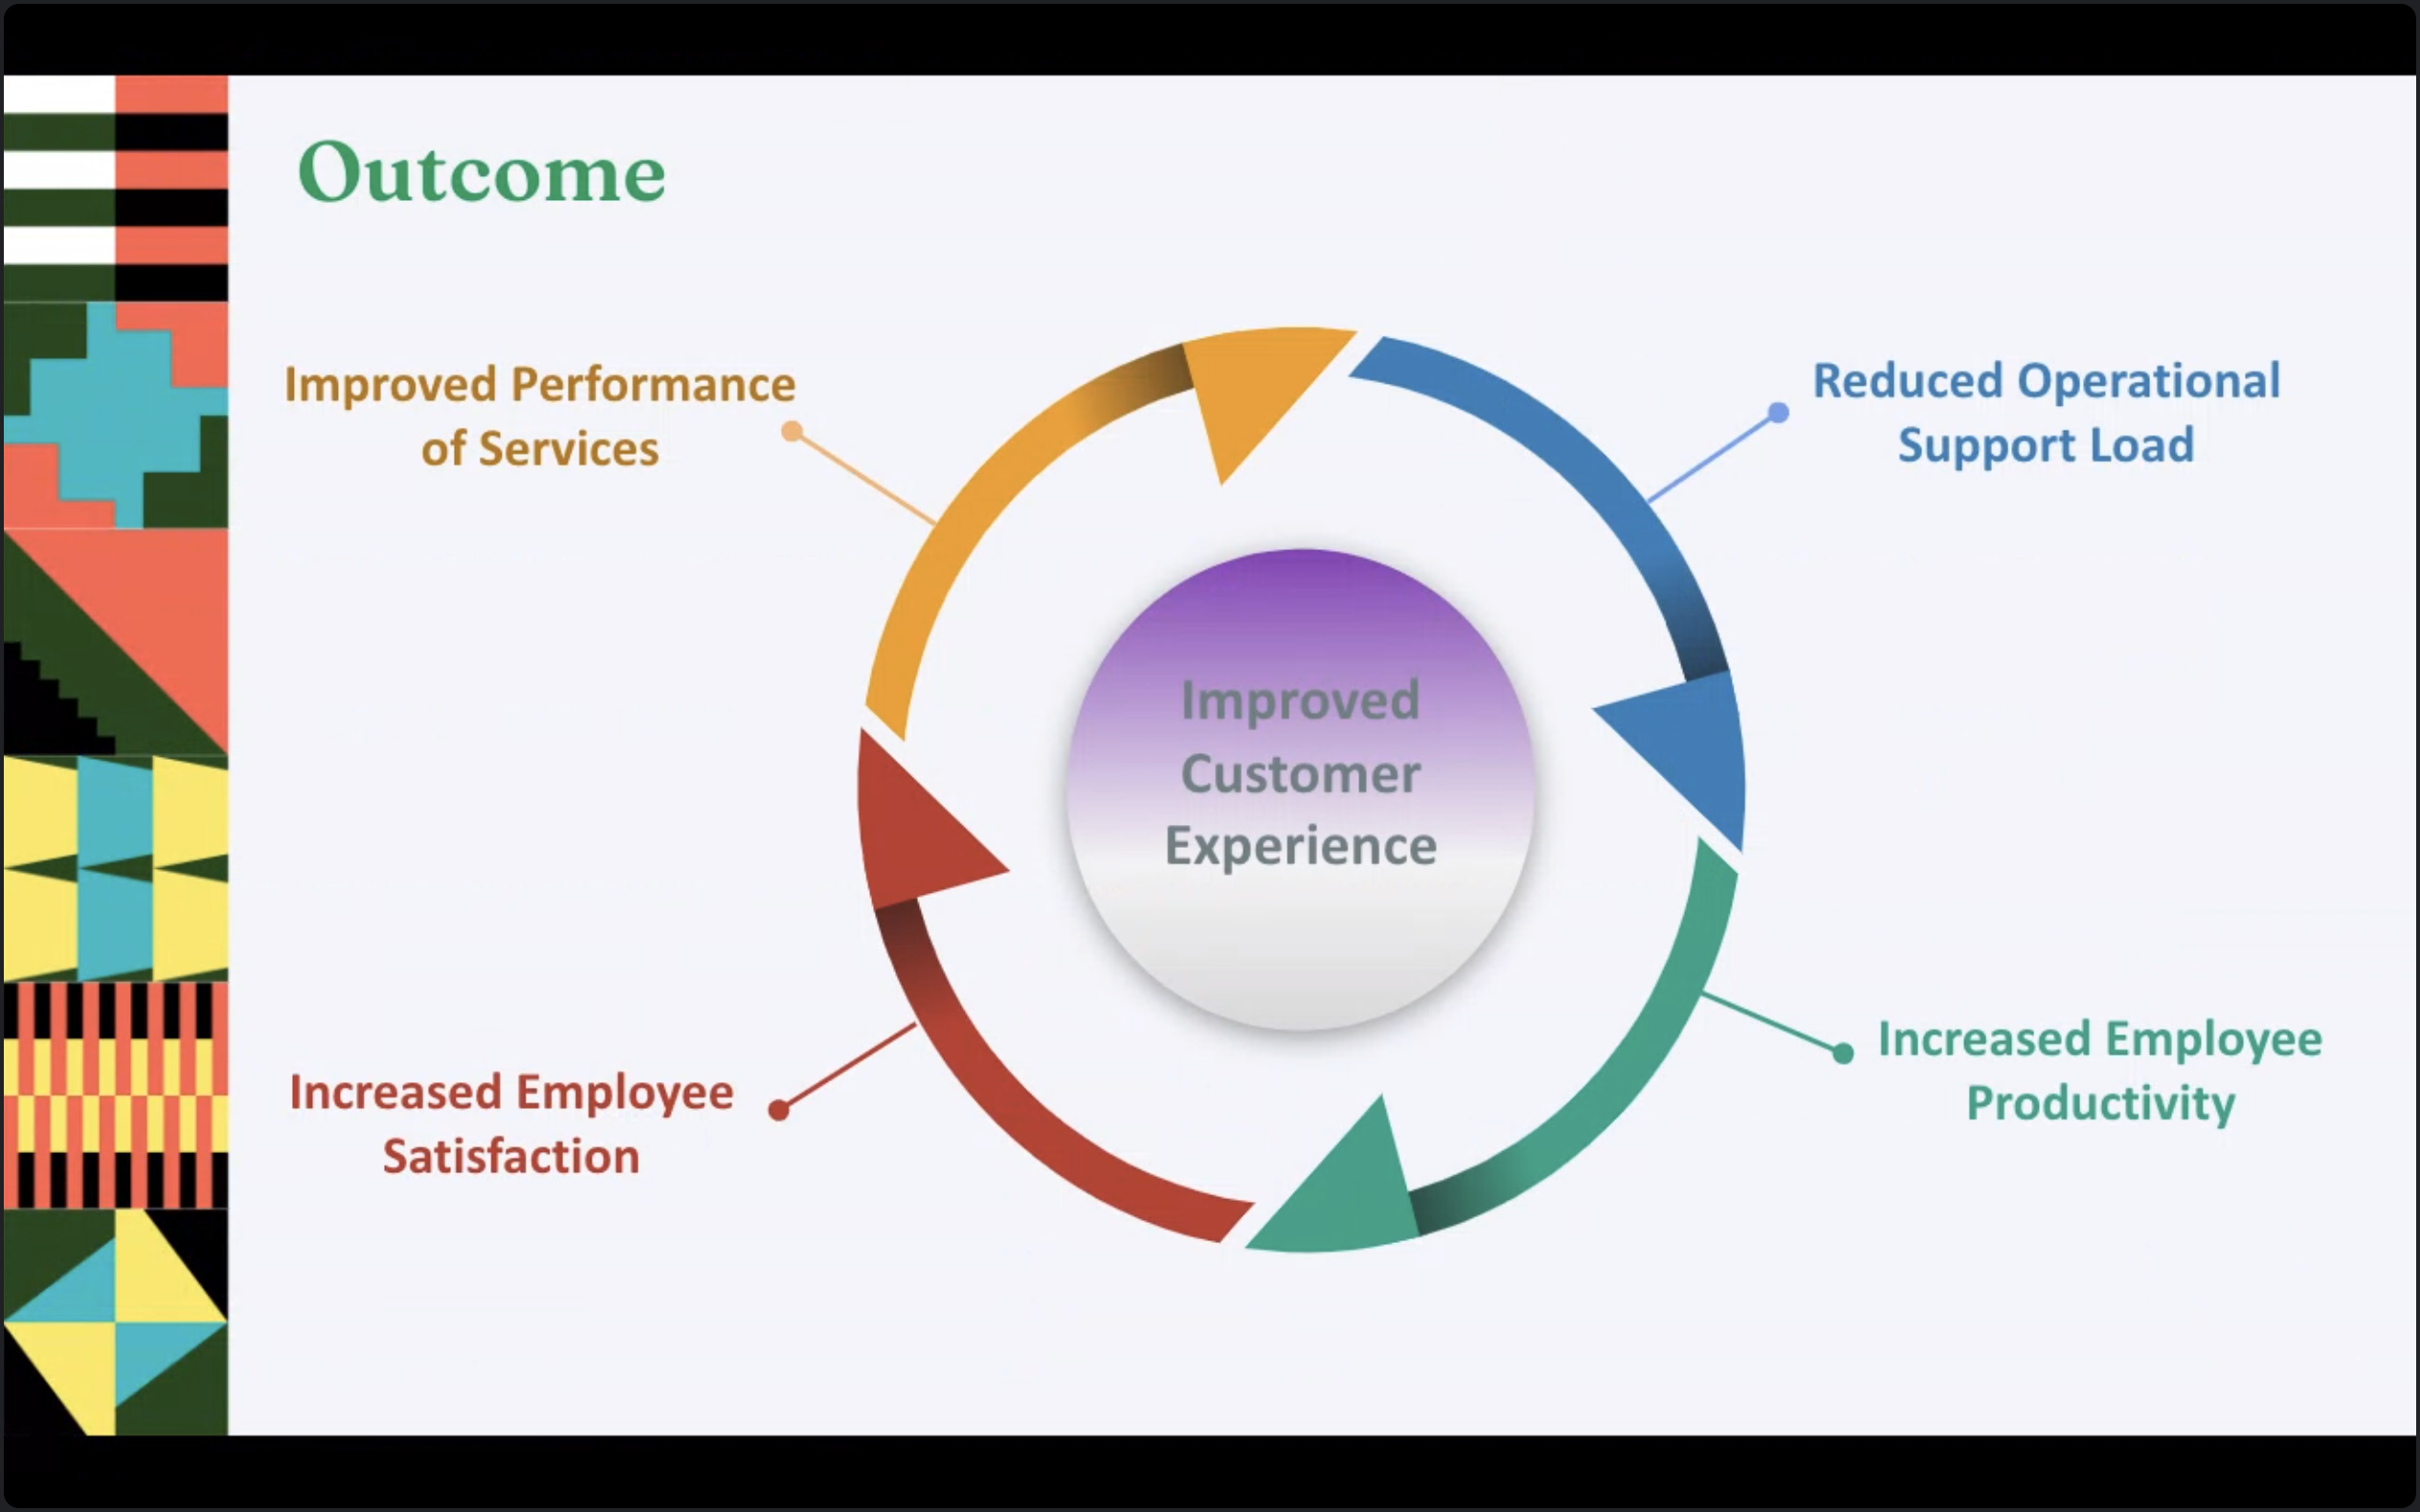 Outcome
Improved Performance
of Services
Reduced Operational
Support Load
Improved
Customer
Experience
Increased Employee
Satisfaction
Increased Employee
Productivity